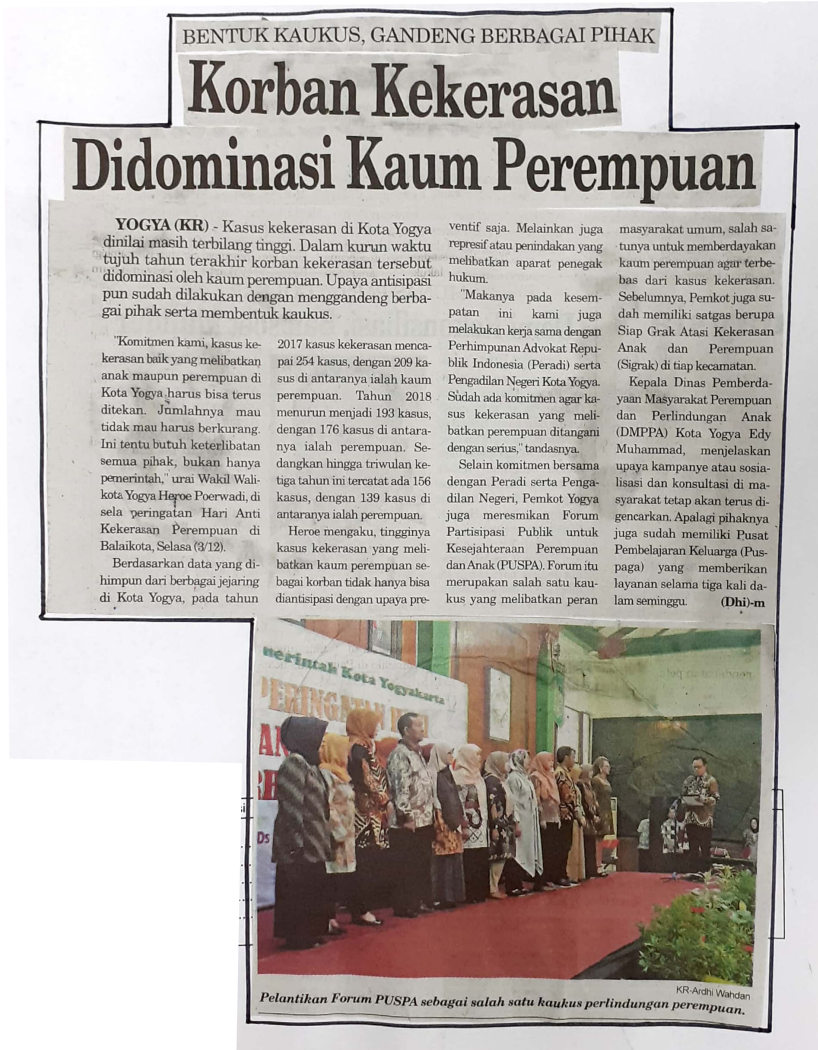 BENTUK KAUKUS, GANDENG BERBAGAI PIHAK
Korban Kekerasan
Didominasi Kaum Perempuan
YOGYA (KR) - Kasus kekerasan di Kota Yogya
dinilai masih terbilang tinggi. Dalam kurun waktu
tujuh tahun terakhir korban kekerasan tersebut
didominasi oleh kaum perempuan. Upaya antisipasi
pun sudah dilakukan dengan menggandeng berba-
gai pihak serta membentuk kaukus.
"Komitmen kami, kasus ke-
kerasan baik yang melibatkan
anak maupun perempuan di
Kota Yogya harus bisa terus
ditekan. Jumlahnya mau
tidak mau harus berkurang.
Ini tentu butuh keterlibatan
semua pihak, bukan hanya
pemerintah," urai Wakil Wali-
kota Yogya Heroe Poerwadi, di
sela peringatan Hari Anti
Kekerasan Perempuan di
Balaikota, Selasa (3/12).
Berdasarkan data yang di-
himpun dari berbagai jejaring
di Kota Yogya, pada tahun
2017 kasus kekerasan menca-
pai 254 kasus, dengan 209 ka-
sus di antaranya ialah kaum
perempuan. Tahun 2018
menurun menjadi 193 kasus,
dengan 176 kasus di antara-
nya ialah perempuan. Se-
dangkan hingga triwulan ke-
tiga tahun ini tercatat ada 156
kasus, dengan 139 kasus di
antaranya ialah perempuan.
Heroe mengaku, tingginya
kasus kekerasan yang meli-
batkan kaum perempuan se-
bagai korban tidak hanya bisa
diantisipasi dengan upaya pre-
ventif saja. Melainkan juga
represif atau penindakan yang
melibatkan aparat penegak
hukum.
"Makanya pada kesem-
patan ini kami juga
melakukan kerja sama dengan
Perhimpunan Advokat Repu-
blik Indonesia (Peradi) serta
Pengadilan Negeri Kota Yogya.
Sudah ada komitmen agar ka-
sus kekerasan yang meli-
batkan perempuan ditangani
dengan serius," tandasnya.
Selain komitmen bersama
dengan Peradi serta Penga-
dilan Negeri, Pemkot Yogya
juga meresmikan Forum
Partisipasi Publik untuk
Kesejahteraan Perempuan
dan Anak (PUSPA). Forum itu
merupakan salah satu kau-
kus yang melibatkan peran
masyarakat umum, salah sa-
tunya untuk memberdayakan
kaum perempuan agar terbe-
bas dari kasus kekerasan.
Sebelumnya, Pemkot juga su-
dah memiliki satgas berupa
Siap Grak Atasi Kekerasan
Anak dan Perempuan
(Sigrak) di tiap kecamatan.
Kepala Dinas Pemberda-
yaan Masyarakat Perempuan
dan Perlindungan Anak
(DMPPA) Kota Yogya Edy
Muhammad, menjelaskan
upaya kampanye atau sosia-
lisasi dan konsultasi di ma-
syarakat tetap akan terus di-
gencarkan. Apalagi pihaknya
juga sudah memiliki Pusat
Pembelajaran Keluarga (Pus-
paga) yang memberikan
layanan selama tiga kali da-
lam seminggu. (Dhi)-m
merintah Kota Yogyakarta
PERINGATAN
KR-Ardhi Wahdan
Pelantikan Forum PUSPA sebagai salah satu kaukus perlindungan perempuan.